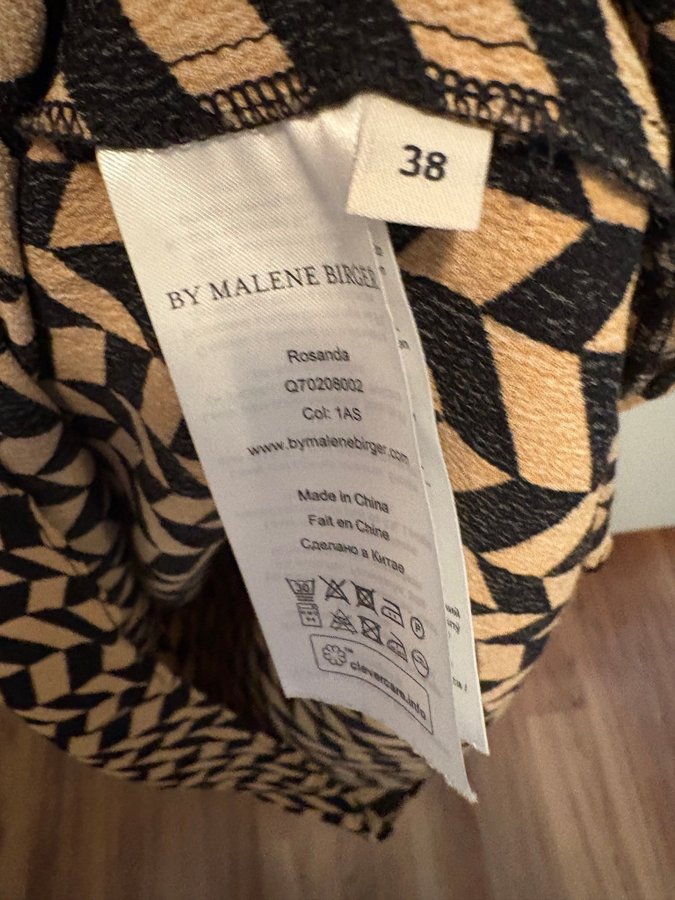 38
BY MALENE BIRGER
Rosanda
Q70208002
Col: 1AS
www.bymalenebirger.com
Made in China
Fait en Chine
Сделано в Китае
30
P
clevercare.info